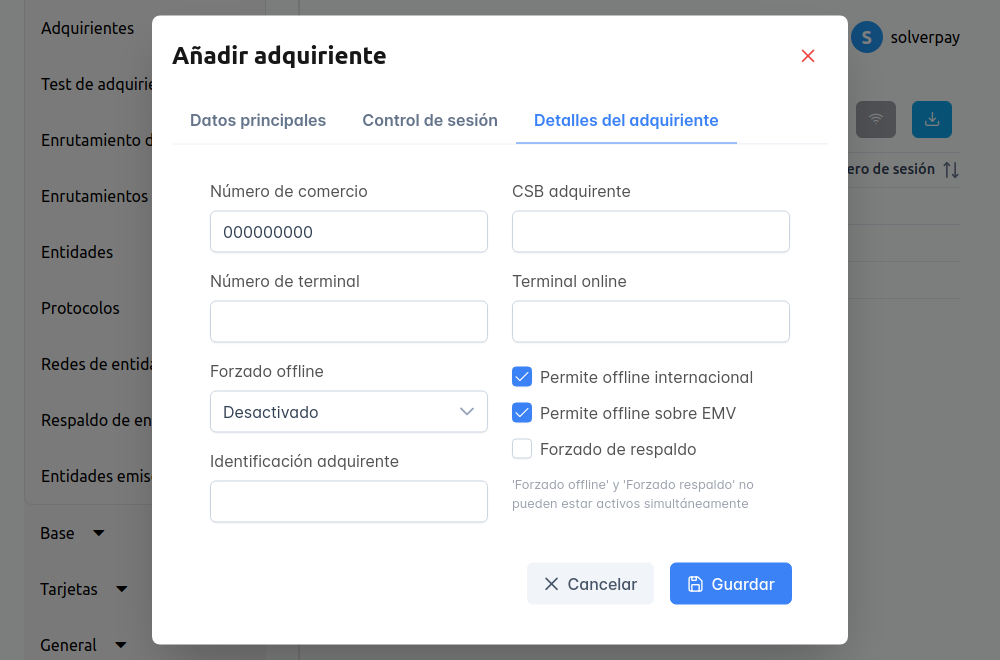 Adquirientes
Test de adquirie
Enrutamiento d
Enrutamientos
Entidades
Protocolos
Redes de entida
Respaldo de en
Entidades emiso
Base
Tarjetas
General
Añadir adquiriente
Datos principales Control de sesión Detalles del adquiriente
Número de comercio
000000000
CSB adquirente
Número de terminal
Terminal online
Forzado offline
Desactivado
Permite offline internacional
Permite offline sobre EMV
Forzado de respaldo
Identificación adquirente
'Forzado offline' y 'Forzado respaldo' no
pueden estar activos simultáneamente
Cancelar Guardar
S solverpay
ero de sesión